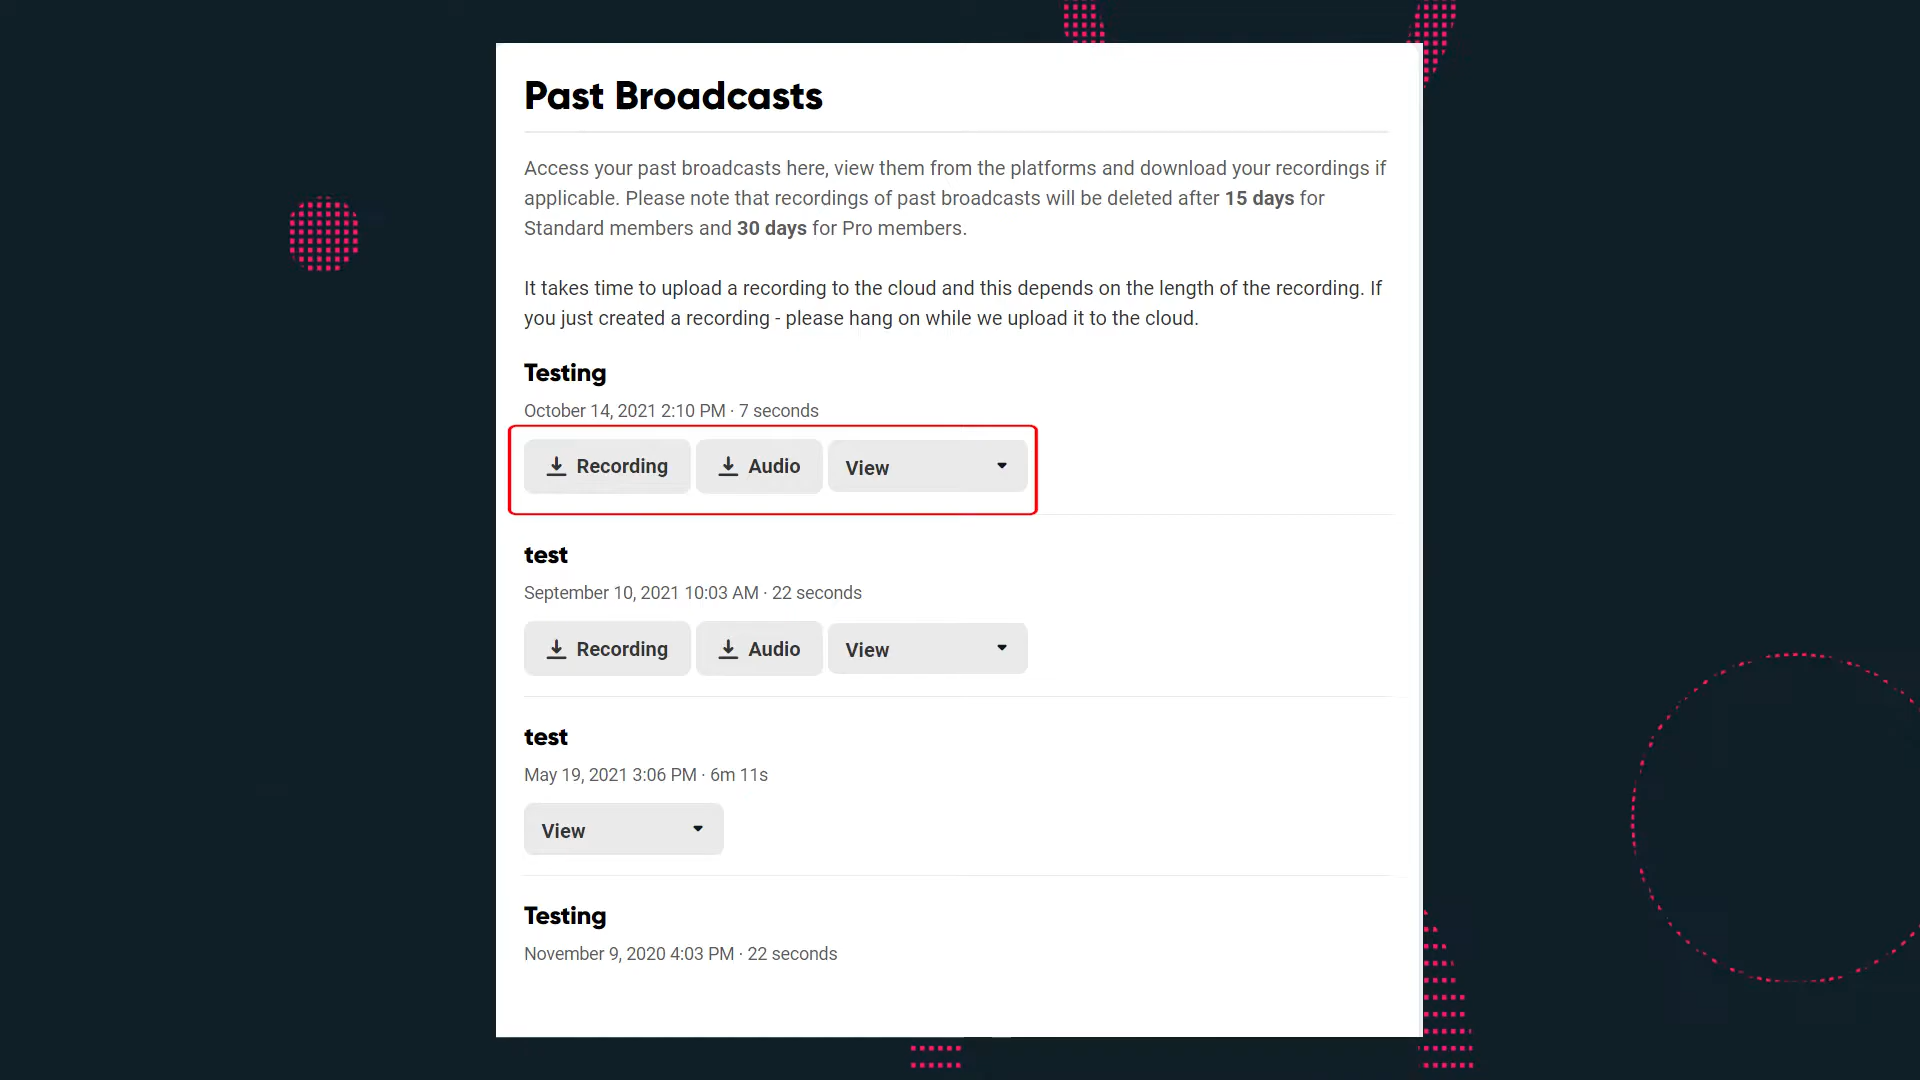 Past Broadcasts
Access your past broadcasts here, view them from the platforms and download your recordings if
applicable. Please note that recordings of past broadcasts will be deleted after 15 days for
Standard members and 30 days for Pro members.
It takes time to upload a recording to the cloud and this depends on the length of the recording. If
you just created a recording - please hang on while we upload it to the cloud.
Testing
October 14, 2021 2:10 PM · 7 seconds
Recording Audio View
test
September 10, 2021 10:03 AM · 22 seconds
Recording Audio View
test
May 19, 2021 3:06 PM · 6m 11s
View
Testing
November 9, 2020 4:03 PM · 22 seconds